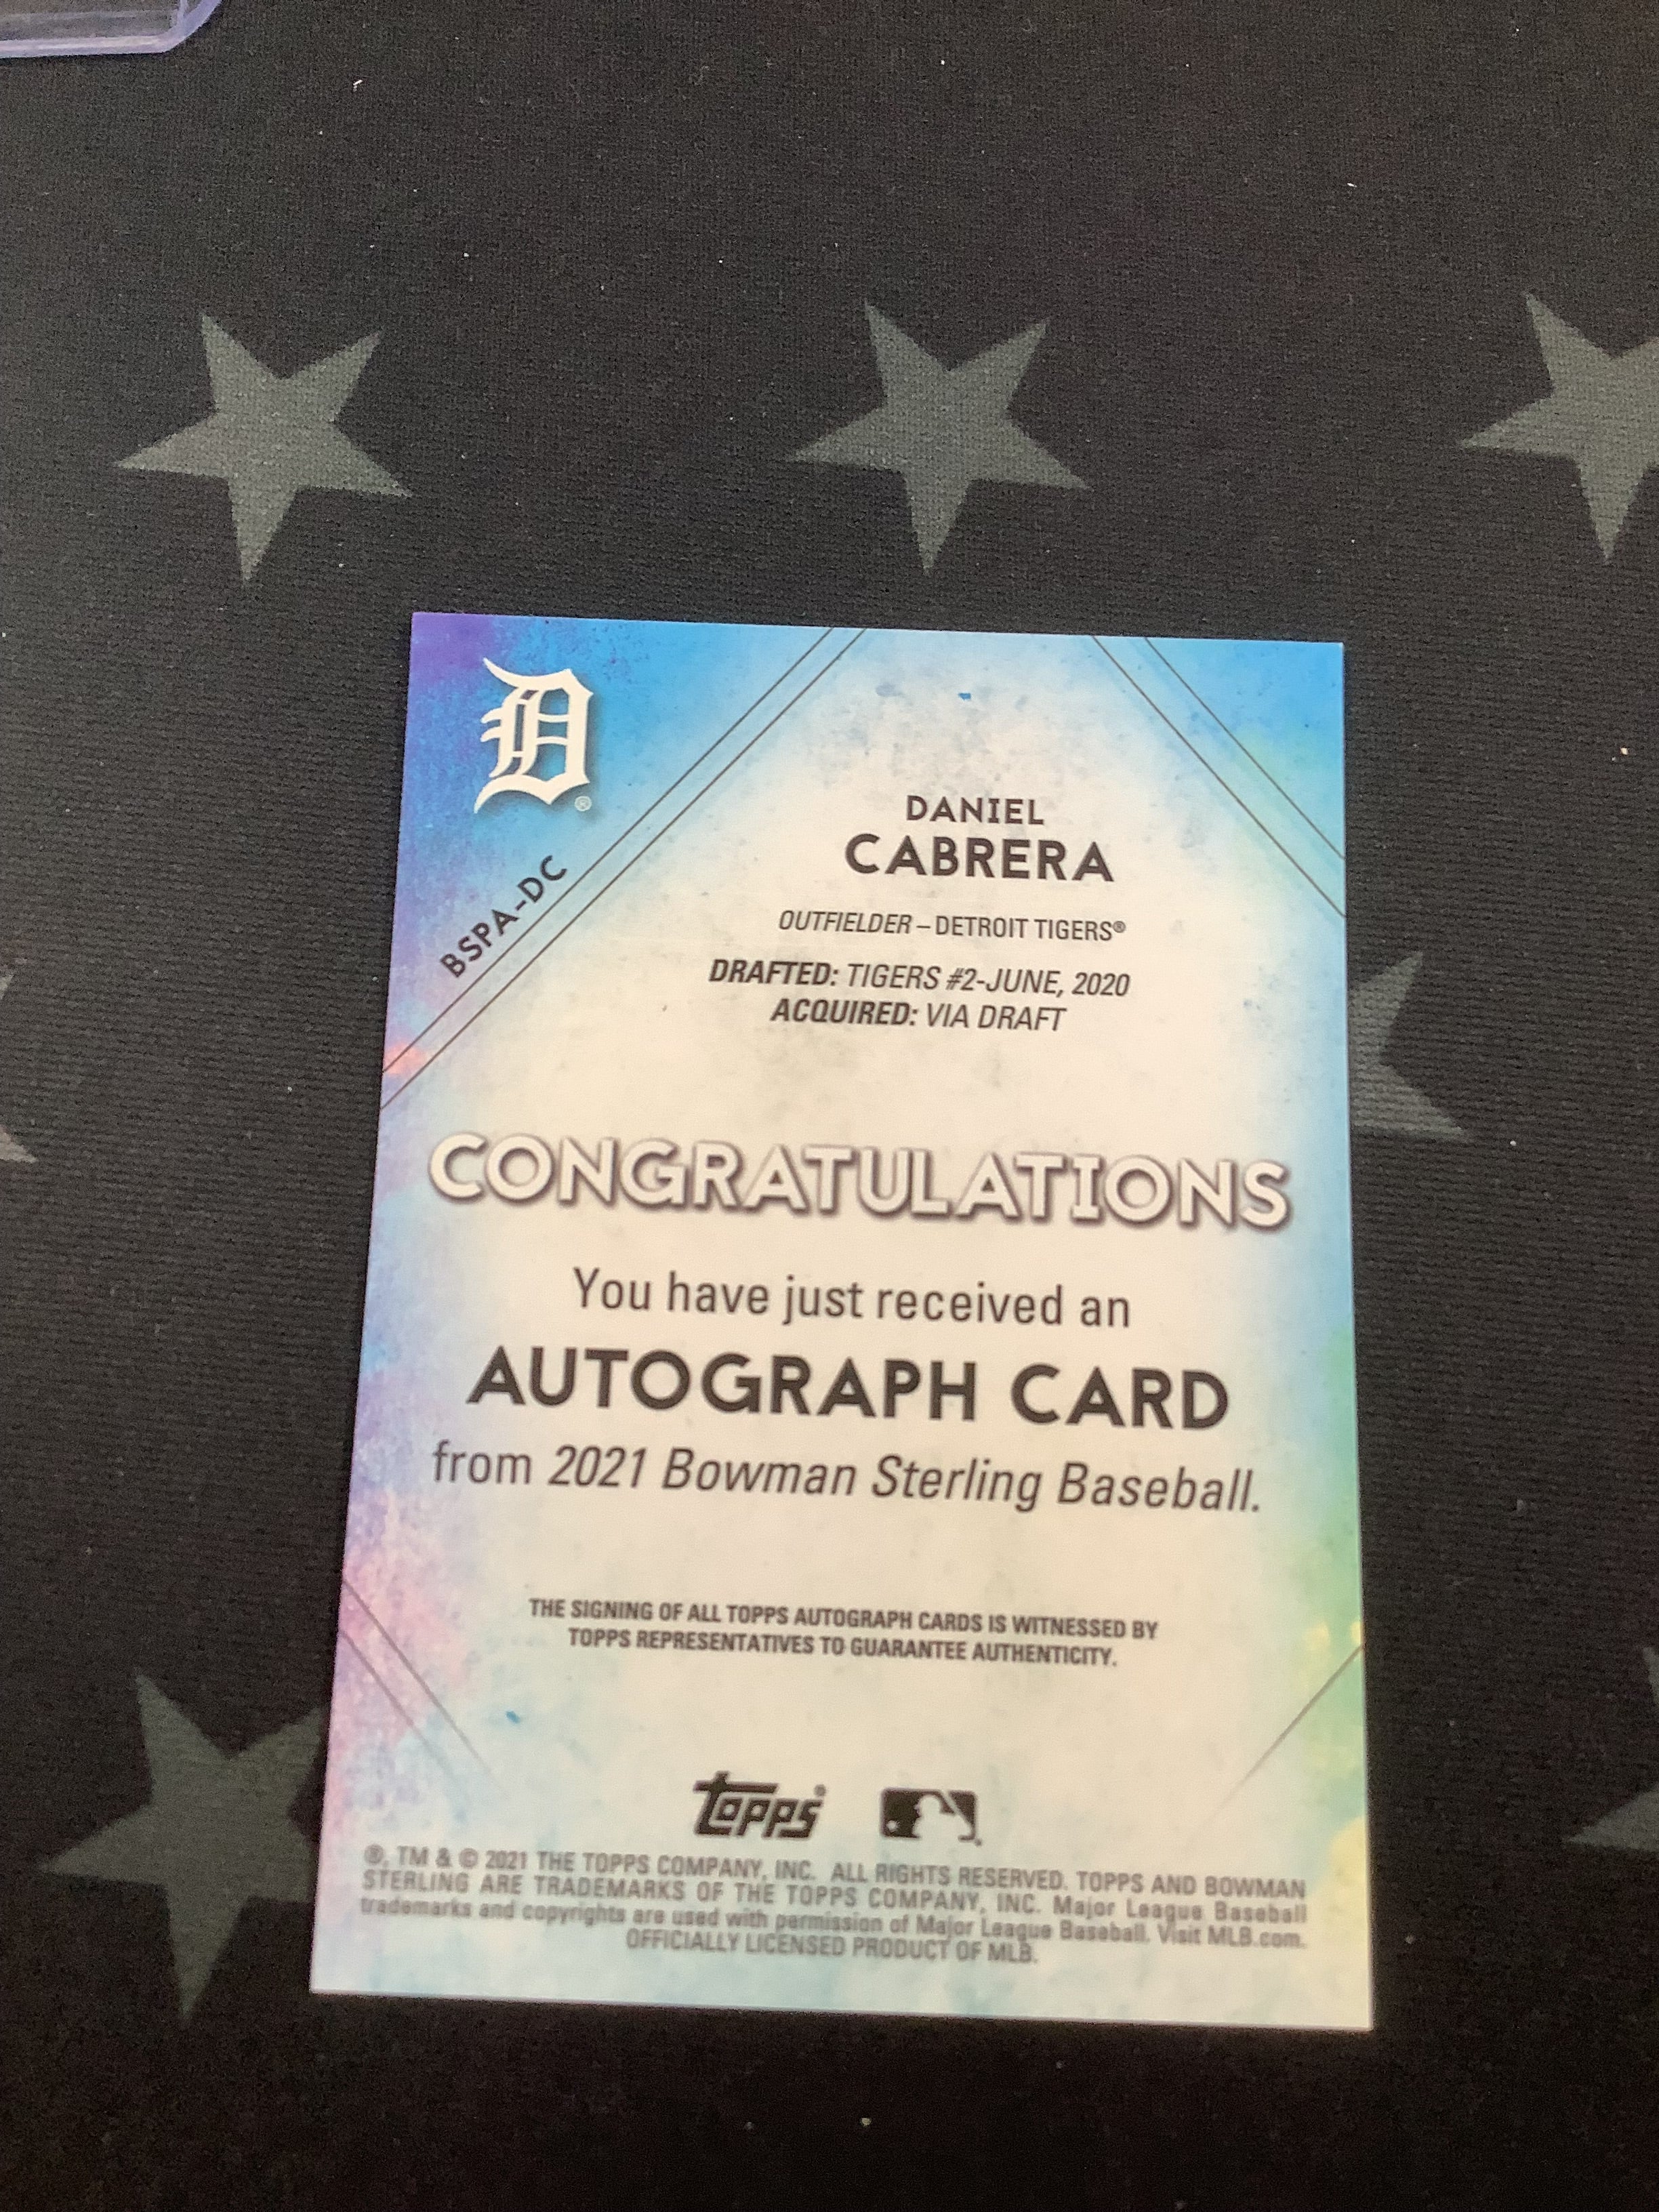 D®
BSPA-DC
DANIEL
CABRERA
OUTFIELDER – DETROIT TIGERS®
DRAFTED: TIGERS #2-JUNE, 2020
ACQUIRED: VIA DRAFT
CONGRATULATIONS
You have just received an
AUTOGRAPH CARD
from 2021 Bowman Sterling Baseball.
THE SIGNING OF ALL TOPPS AUTOGRAPH CARDS IS WITNESSED BY
TOPPS REPRESENTATIVES TO GUARANTEE AUTHENTICITY.
topps®
®, TM & © 2021 THE TOPPS COMPANY, INC. ALL RIGHTS RESERVED. TOPPS AND BOWMAN
STERLING ARE TRADEMARKS OF THE TOPPS COMPANY, INC. Major League Baseball
trademarks and copyrights are used with permission of Major League Baseball. Visit MLB.com.
OFFICIALLY LICENSED PRODUCT OF MLB.